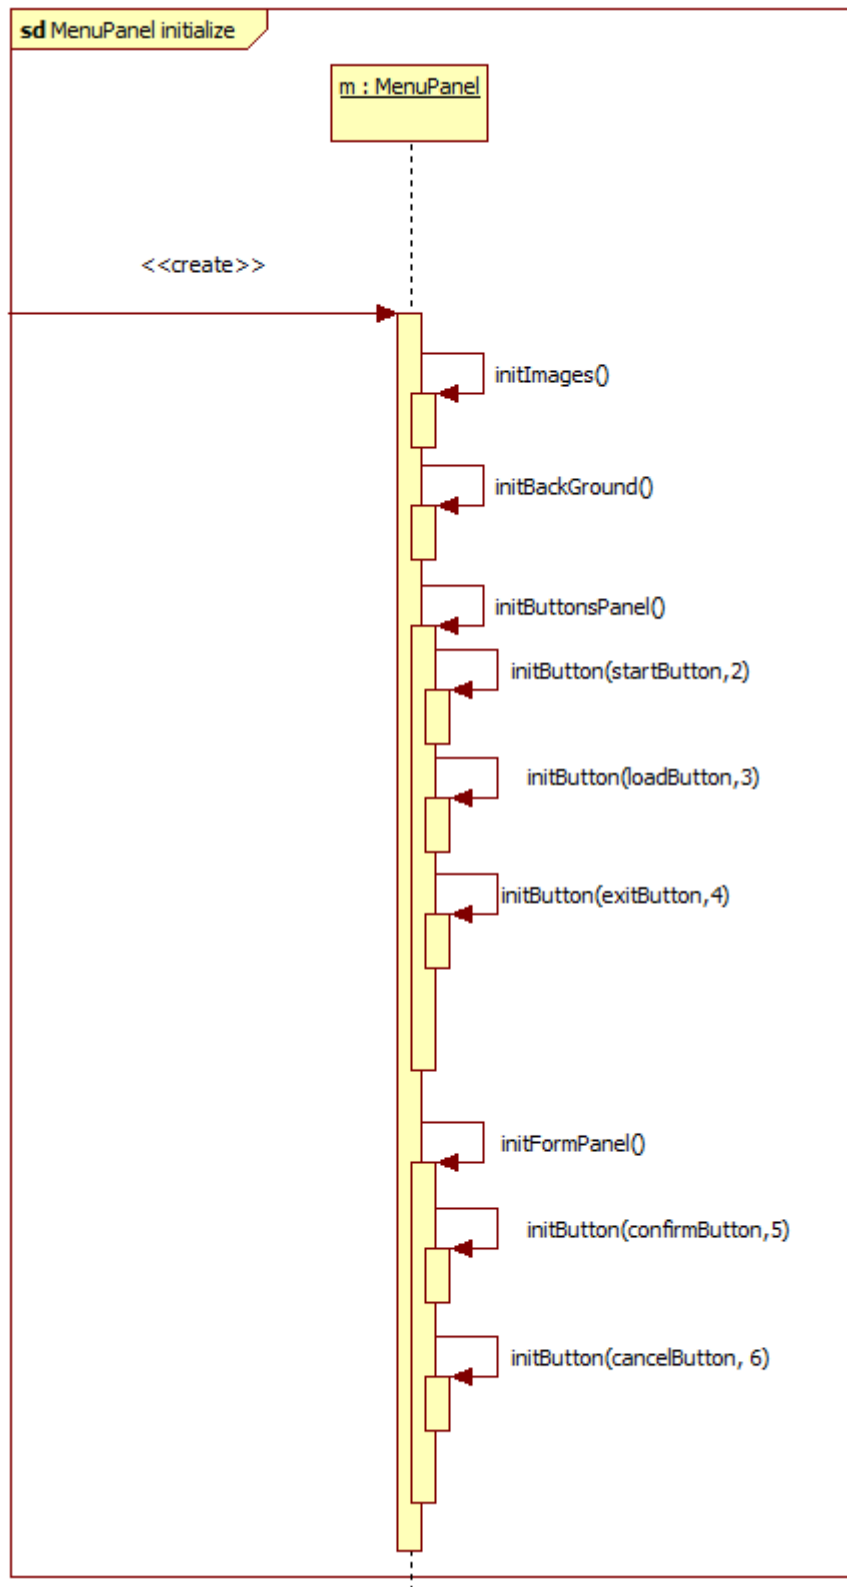 sd MenuPanel initialize
m : MenuPanel
<<create>>
initImages()
initBackGround()
initButtonsPanel()
initButton(startButton,2)
initButton(loadButton,3)
initButton(exitButton,4)
initFormPanel()
initButton(confirmButton,5)
initButton(cancelButton, 6)